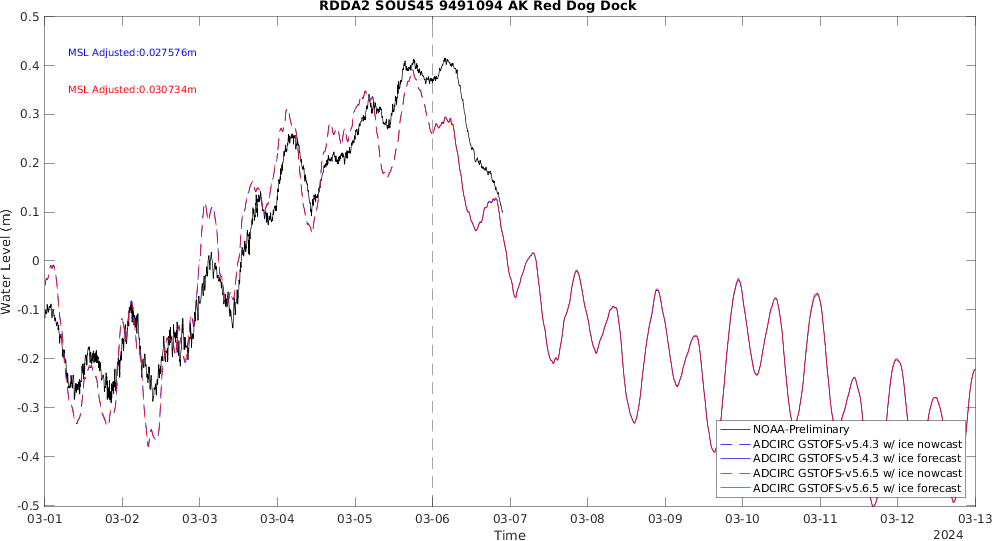 RDDA2 SOUS45 9491094 AK Red Dog Dock
0.5
0.4
0.3
0.2
0.1
0
-0.1
-0.2
-0.3
-0.4
-0.5
Water Level (m)
MSL Adjusted:0.027576m
MSL Adjusted:0.030734m
NOAA-Preliminary
ADCIRC GSTOFS-v5.4.3 w/ ice nowcast
ADCIRC GSTOFS-v5.4.3 w/ ice forecast
ADCIRC GSTOFS-v5.6.5 w/ ice nowcast
ADCIRC GSTOFS-v5.6.5 w/ ice forecast
03-01 03-02 03-03 03-04 03-05 03-06 03-07 03-08 03-09 03-10 03-11 03-12 03-13
Time
2024